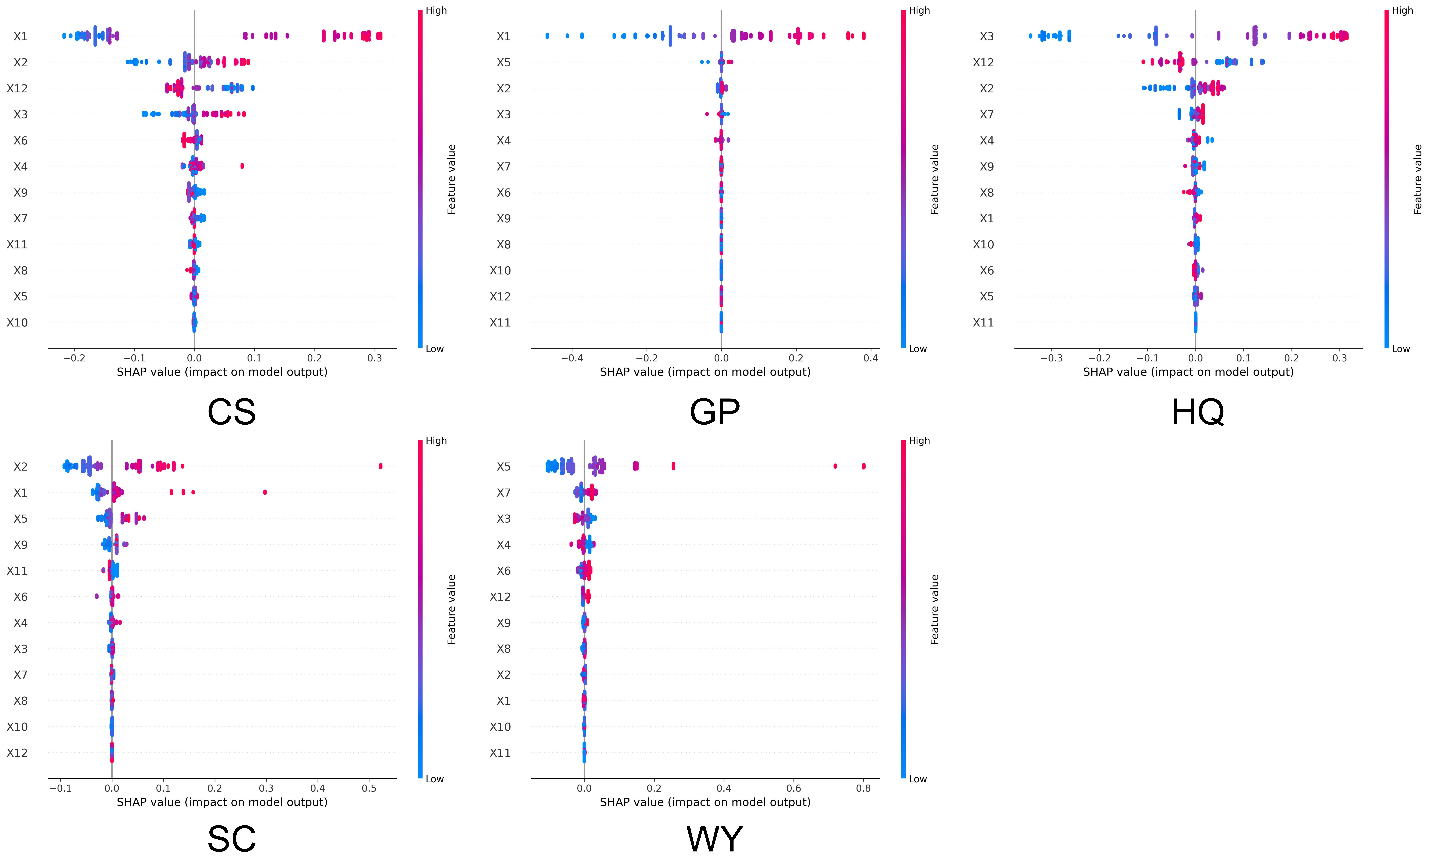 High
X1
X2
X12
X3
X6
X4
X9
X7
X11
X8
X5
X10
Feature value
Low
−0.2 −0.1 0.0 0.1 0.2 0.3
SHAP value (impact on model output)
CS
High
X1
X5
X2
X3
X4
X7
X6
X9
X8
X10
X12
X11
Feature value
Low
−0.4 −0.2 0.0 0.2 0.4
SHAP value (impact on model output)
GP
High
X3
X12
X2
X7
X4
X9
X8
X1
X10
X6
X5
X11
Feature value
Low
−0.3 −0.2 −0.1 0.0 0.1 0.2 0.3
SHAP value (impact on model output)
HQ
High
X2
X1
X5
X9
X11
X6
X4
X3
X7
X8
X10
X12
Feature value
Low
−0.1 0.0 0.1 0.2 0.3 0.4 0.5
SHAP value (impact on model output)
SC
High
X5
X7
X3
X4
X6
X12
X9
X8
X2
X1
X10
X11
Feature value
Low
0.0 0.2 0.4 0.6 0.8
SHAP value (impact on model output)
WY